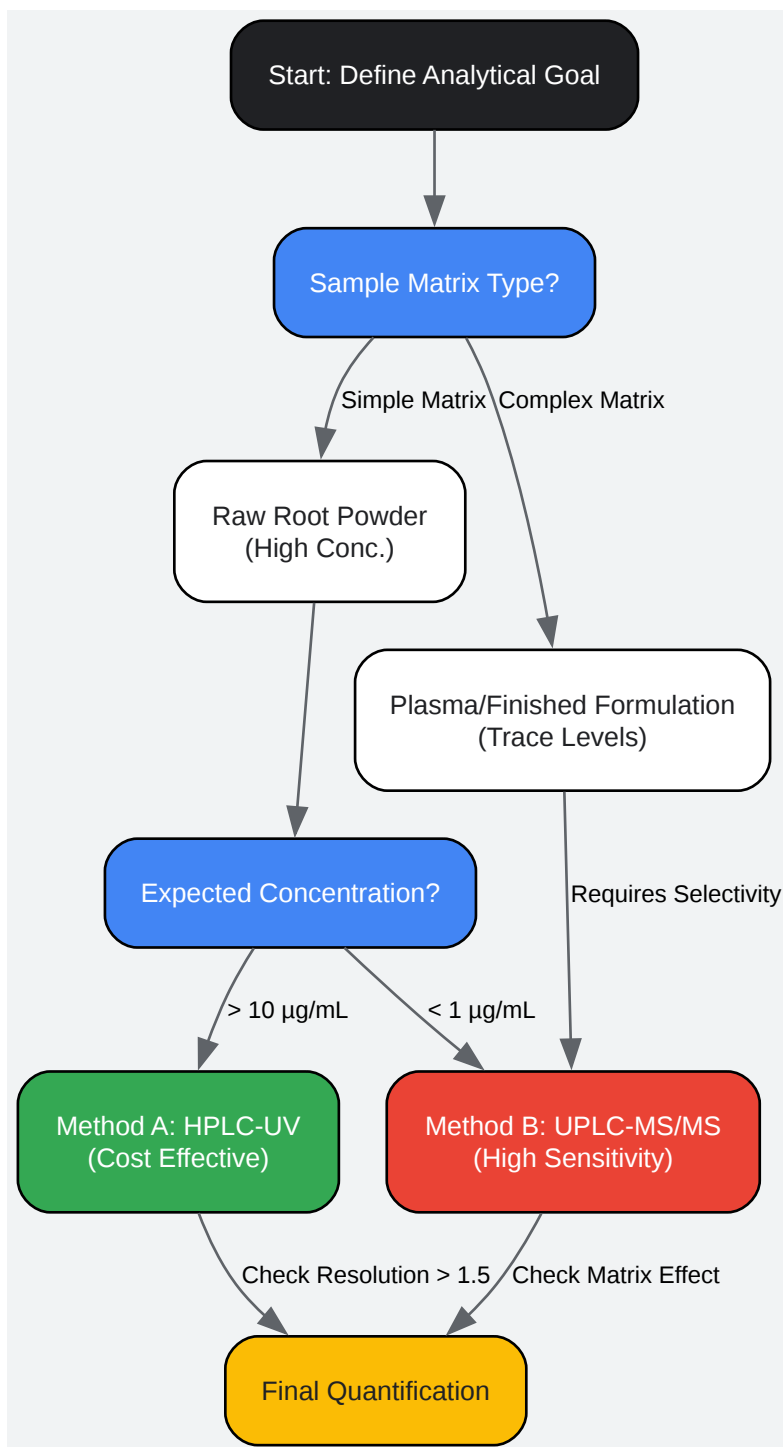 Start: Define Analytical Goal
Sample Matrix Type?
Simple Matrix
Complex Matrix
Raw Root Powder
(High Conc.)
Plasma/Finished Formulation
(Trace Levels)
Expected Concentration?
Requires Selectivity
> 10 µg/mL
< 1 µg/mL
Method A: HPLC-UV
(Cost Effective)
Method B: UPLC-MS/MS
(High Sensitivity)
Check Resolution > 1.5
Check Matrix Effect
Final Quantification